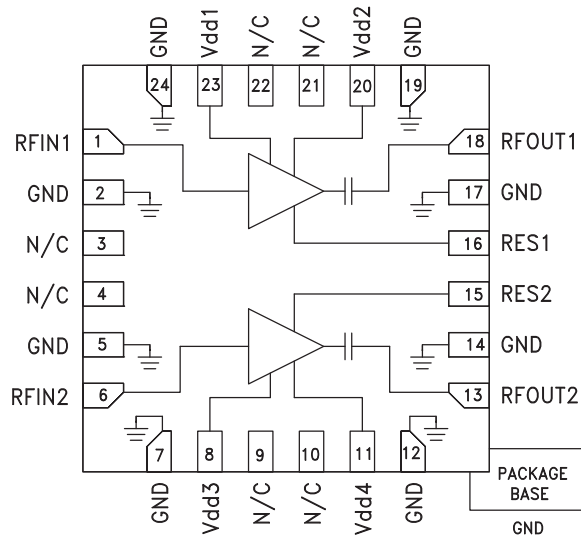 GND Vdd1 N/C N/C Vdd2 GND
24 23 22 21 20 19
RFIN1 1 18 RFOUT1
GND 2 17 GND
N/C 3 16 RES1
N/C 4 15 RES2
GND 5 14 GND
RFIN2 6 13 RFOUT2
7 8 9 10 11 12
GND Vdd3 N/C N/C Vdd4 GND
PACKAGE
BASE
GND